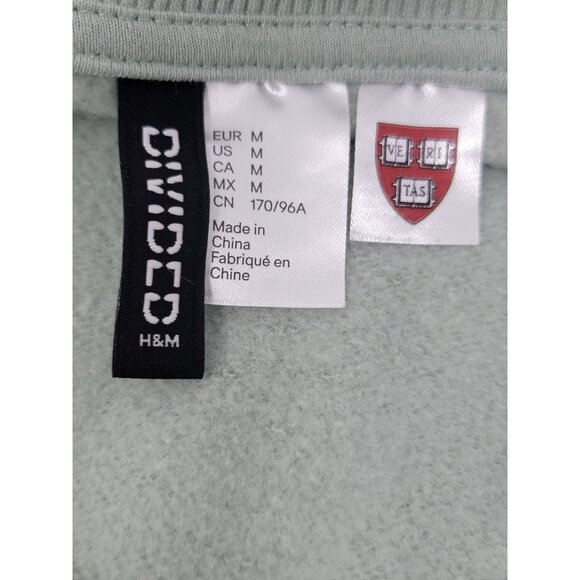 DIVIDED
H&M
EUR M
US M
CA M
MX M
CN 170/96A
Made in
China
Fabriqué en
Chine
VE RI
TAS